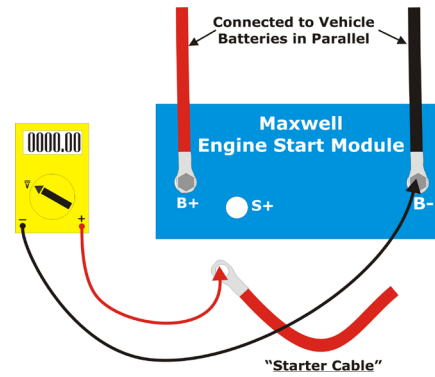 Connected to Vehicle
Batteries in Parallel
Maxwell
Engine Start Module
0000.00
V
B+
S+
B-
−
+
"Starter Cable"